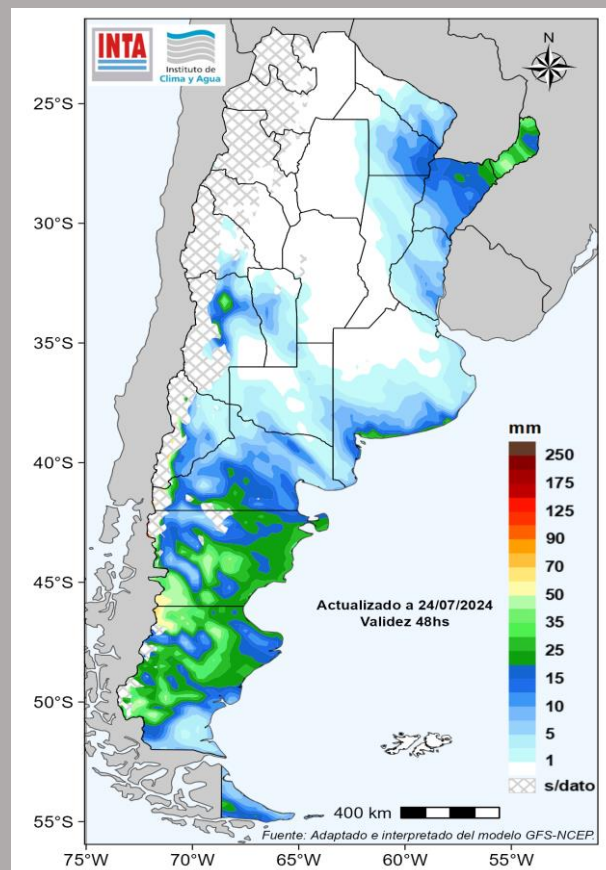 INTA
Instituto de
Clima y Agua
N
25°S
30°S
35°S
40°S
45°S
50°S
55°S
mm
250
175
125
90
70
50
35
25
15
10
5
1
s/dato
Actualizado a 24/07/2024
Validez 48hs
400 km
Fuente: Adaptado e interpretado del modelo GFS-NCEP.
75°W
70°W
65°W
60°W
55°W